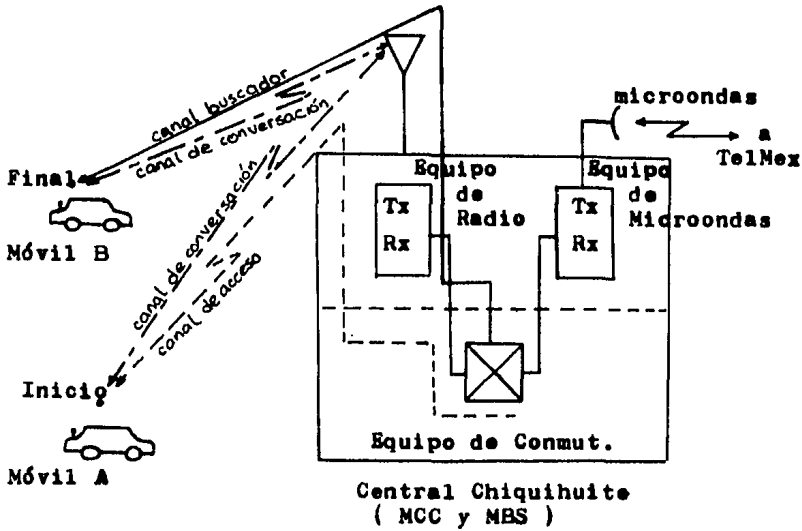 canal buscador
canal de conversación
microondas
a
TelMex
Final
Móvil B
canal de conversación
canal de acceso
Equipo
de
Radio
Equipo
de
Microondas
Tx
Rx
Tx
Rx
Inicio
Móvil A
Equipo de Conmut.
Central Chiquihuite
( MCC y MBS )